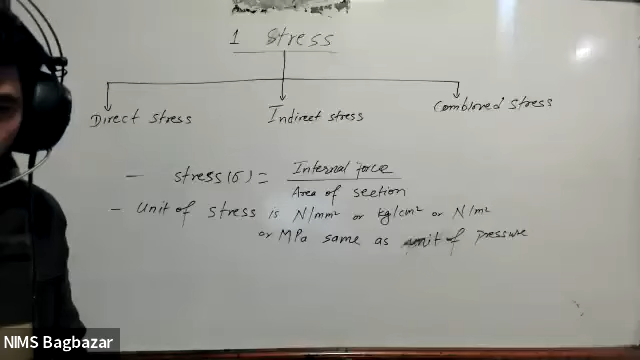 1 Stress
Direct stress
Indirect stress
Combined stress
- stress(σ) = Internal force
Area of section
- Unit of stress is N/mm² or kg/cm² or N/m²
or MPa same as unit of pressure
NIMS Bagbazar